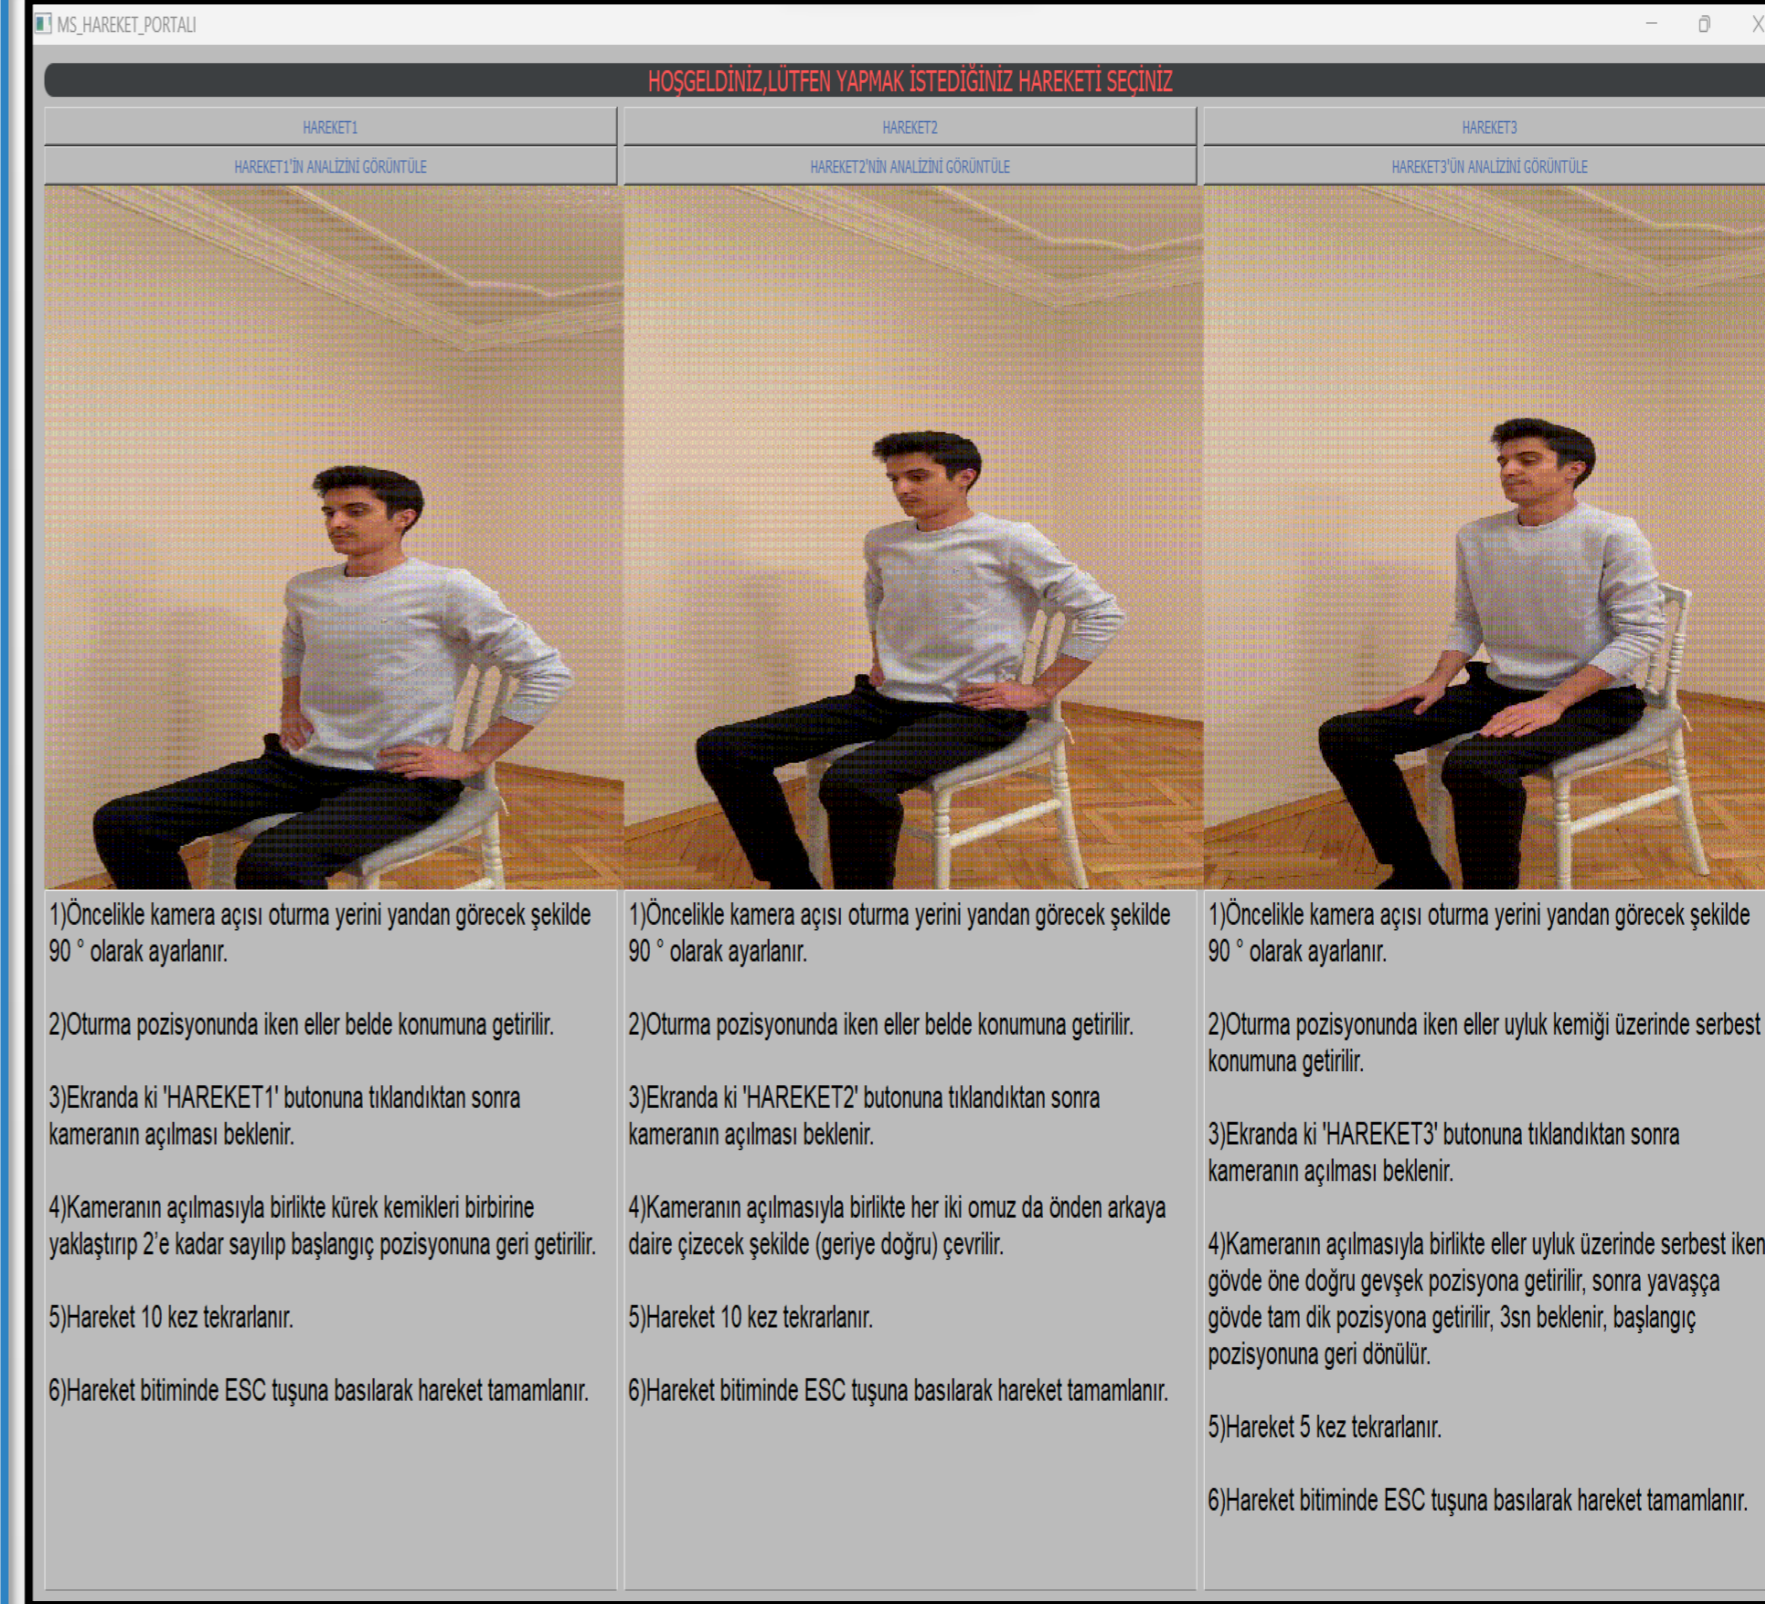 MS_HAREKET_PORTALI
HOŞGELDİNİZ,LÜTFEN YAPMAK İSTEDİĞİNİZ HAREKETİ SEÇİNİZ
HAREKET1
HAREKET2
HAREKET3
HAREKET1'İN ANALİZİNİ GÖRÜNTÜLE
HAREKET2'NİN ANALİZİNİ GÖRÜNTÜLE
HAREKET3'ÜN ANALİZİNİ GÖRÜNTÜLE
1)Öncelikle kamera açısı oturma yerini yandan görecek şekilde
90 ° olarak ayarlanır.
2)Oturma pozisyonunda iken eller belde konumuna getirilir.
3)Ekranda ki 'HAREKET1' butonuna tıklandıktan sonra
kameranın açılması beklenir.
4)Kameranın açılmasıyla birlikte kürek kemikleri birbirine
yaklaştırıp 2’e kadar sayılıp başlangıç pozisyonuna geri getirilir.
5)Hareket 10 kez tekrarlanır.
6)Hareket bitiminde ESC tuşuna basılarak hareket tamamlanır.
1)Öncelikle kamera açısı oturma yerini yandan görecek şekilde
90 ° olarak ayarlanır.
2)Oturma pozisyonunda iken eller belde konumuna getirilir.
3)Ekranda ki 'HAREKET2' butonuna tıklandıktan sonra
kameranın açılması beklenir.
4)Kameranın açılmasıyla birlikte her iki omuz da önden arkaya
daire çizecek şekilde (geriye doğru) çevrilir.
5)Hareket 10 kez tekrarlanır.
6)Hareket bitiminde ESC tuşuna basılarak hareket tamamlanır.
1)Öncelikle kamera açısı oturma yerini yandan görecek şekilde
90 ° olarak ayarlanır.
2)Oturma pozisyonunda iken eller uyluk kemiği üzerinde serbest
konumuna getirilir.
3)Ekranda ki 'HAREKET3' butonuna tıklandıktan sonra
kameranın açılması beklenir.
4)Kameranın açılmasıyla birlikte eller uyluk üzerinde serbest iken
gövde öne doğru gevşek pozisyona getirilir, sonra yavaşça
gövde tam dik pozisyona getirilir, 3sn beklenir, başlangıç
pozisyonuna geri dönülür.
5)Hareket 5 kez tekrarlanır.
6)Hareket bitiminde ESC tuşuna basılarak hareket tamamlanır.